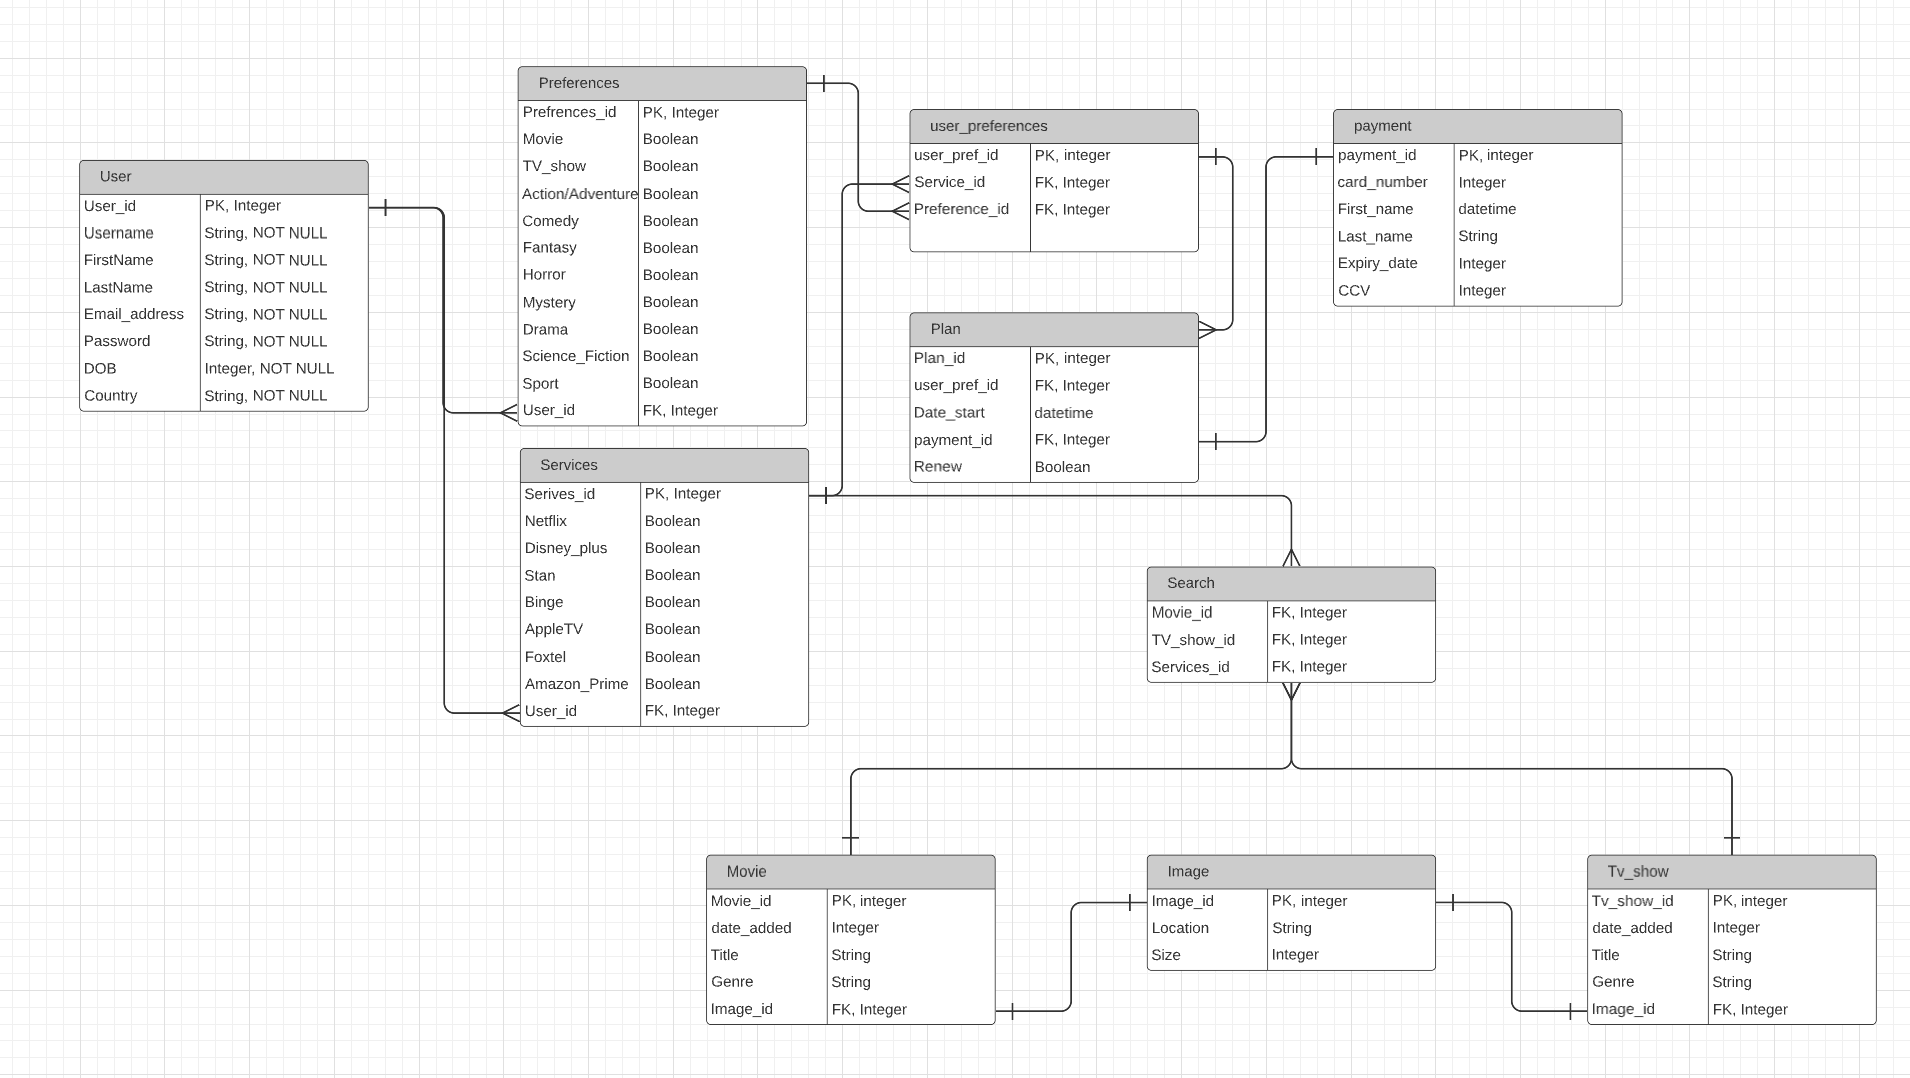 User
User_id PK, Integer
Username String, NOT NULL
FirstName String, NOT NULL
LastName String, NOT NULL
Email_address String, NOT NULL
Password String, NOT NULL
DOB Integer, NOT NULL
Country String, NOT NULL
Preferences
Prefrences_id PK, Integer
Movie Boolean
TV_show Boolean
Action/Adventure Boolean
Comedy Boolean
Fantasy Boolean
Horror Boolean
Mystery Boolean
Drama Boolean
Science_Fiction Boolean
Sport Boolean
User_id FK, Integer
Services
Serives_id PK, Integer
Netflix Boolean
Disney_plus Boolean
Stan Boolean
Binge Boolean
AppleTV Boolean
Foxtel Boolean
Amazon_Prime Boolean
User_id FK, Integer
user_preferences
user_pref_id PK, integer
Service_id FK, Integer
Preference_id FK, Integer
Plan
Plan_id PK, integer
user_pref_id FK, Integer
Date_start datetime
payment_id FK, Integer
Renew Boolean
payment
payment_id PK, integer
card_number Integer
First_name datetime
Last_name String
Expiry_date Integer
CCV Integer
Search
Movie_id FK, Integer
TV_show_id FK, Integer
Services_id FK, Integer
Movie
Movie_id PK, integer
date_added Integer
Title String
Genre String
Image_id FK, Integer
Image
Image_id PK, integer
Location String
Size Integer
Tv_show
Tv_show_id PK, integer
date_added Integer
Title String
Genre String
Image_id FK, Integer